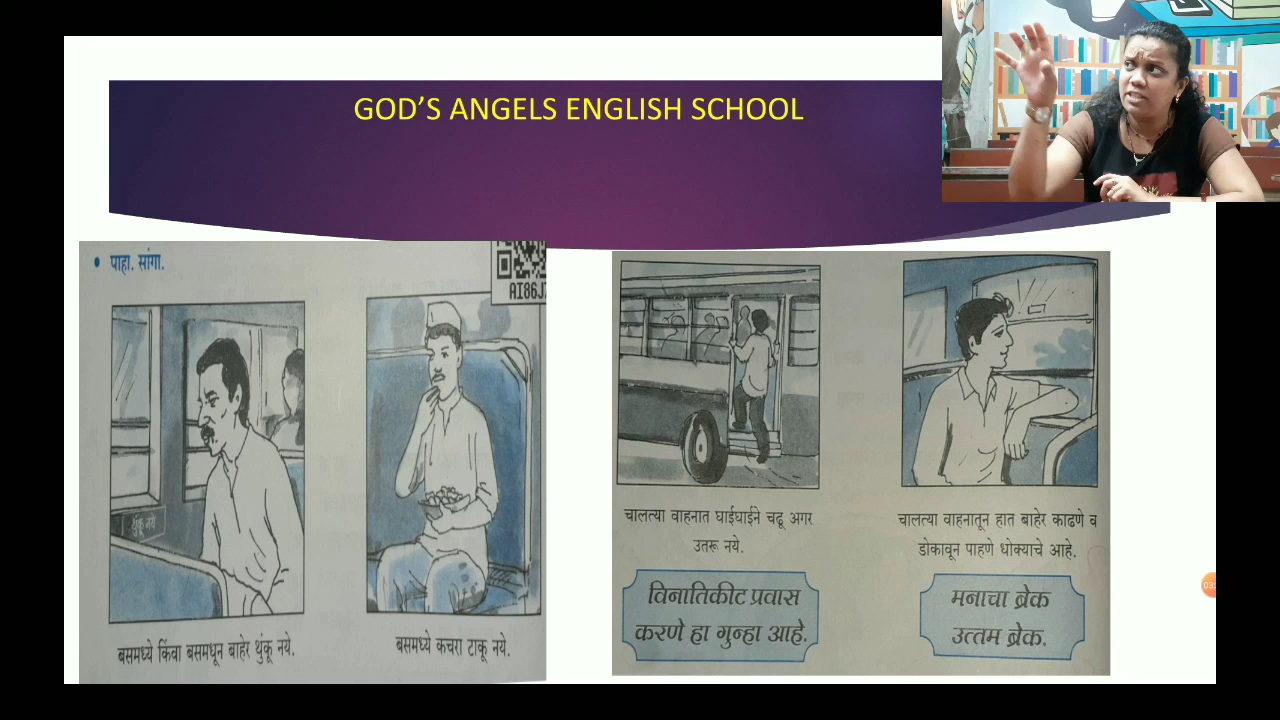 GOD'S ANGELS ENGLISH SCHOOL
• पाहा. सांगा.
थुंकू नये
बसमध्ये किंवा बसमधून बाहेर थुंकू नये.
बसमध्ये कचरा टाकू नये.
चालत्या वाहनात घाईघाईने चढू अगर
उतरू नये.
चालत्या वाहनातून हात बाहेर काढणे व
डोकावून पाहणे धोक्याचे आहे.
विनातिकीट प्रवास
करणे हा गुन्हा आहे.
मनाचा ब्रेक
उत्तम ब्रेक.